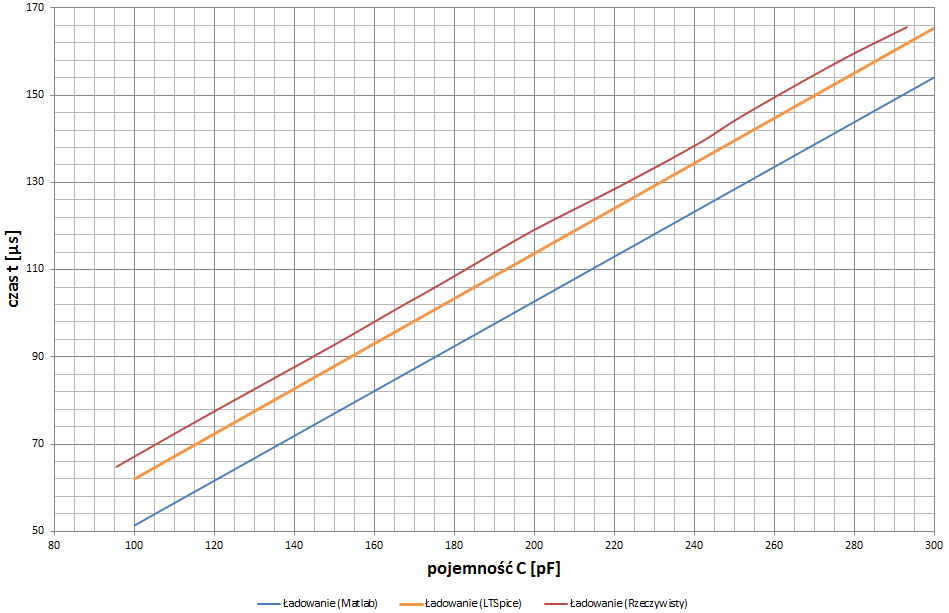 170
150
130
110
90
70
50
czas t [µs]
80 100 120 140 160 180 200 220 240 260 280 300
pojemność C [pF]
Ładowanie (Matlab) Ładowanie (LTSpice) Ładowanie (Rzeczywisty)